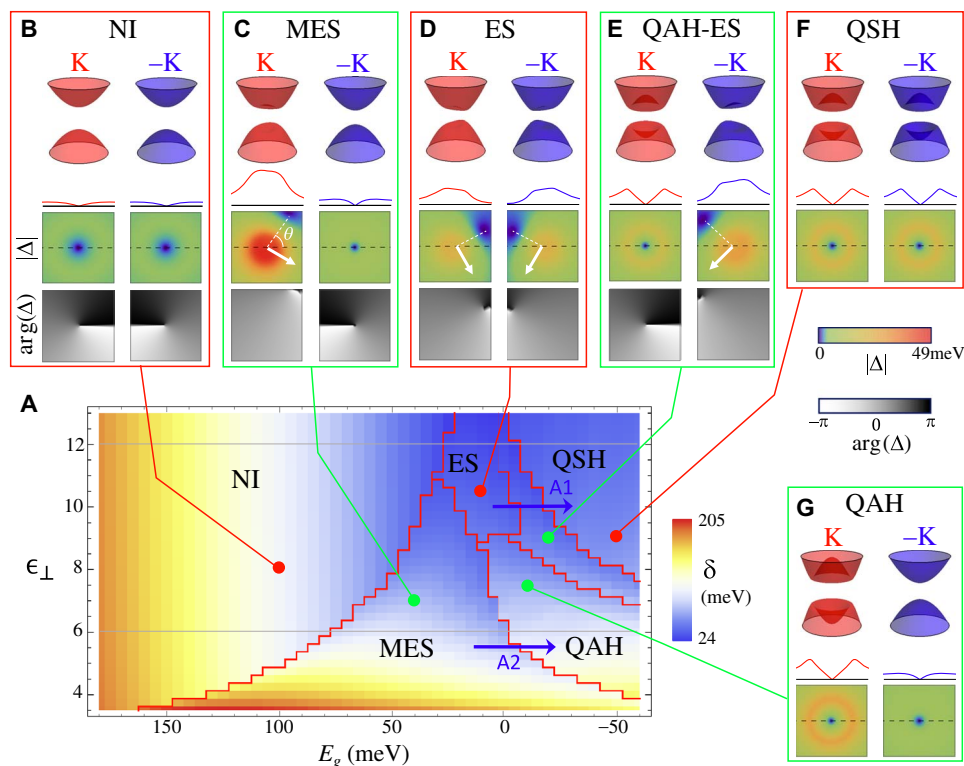 B NI
K −K
C MES
K −K
D ES
K −K
E QAH-ES
K −K
F QSH
K −K
|Δ|
θ
arg(Δ)
0 49meV
|Δ|
−π 0 π
arg(Δ)
A
12
10
8
6
4
ϵ⊥
NI
ES
QSH
A1
MES
A2
QAH
150 100 50 0 −50
E_g (meV)
205
δ
(meV)
24
G QAH
K −K